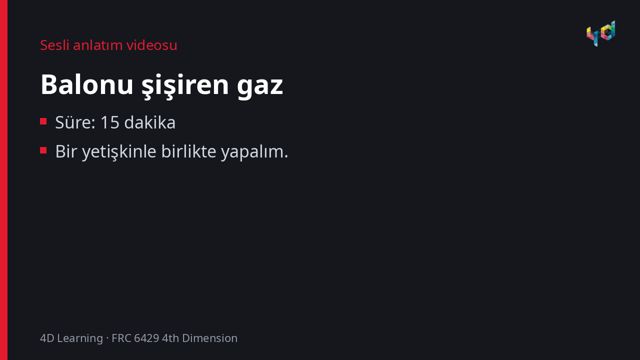 Sesli anlatım videosu
4d
Balonu şişiren gaz
Süre: 15 dakika
Bir yetişkinle birlikte yapalım.
4D Learning · FRC 6429 4th Dimension